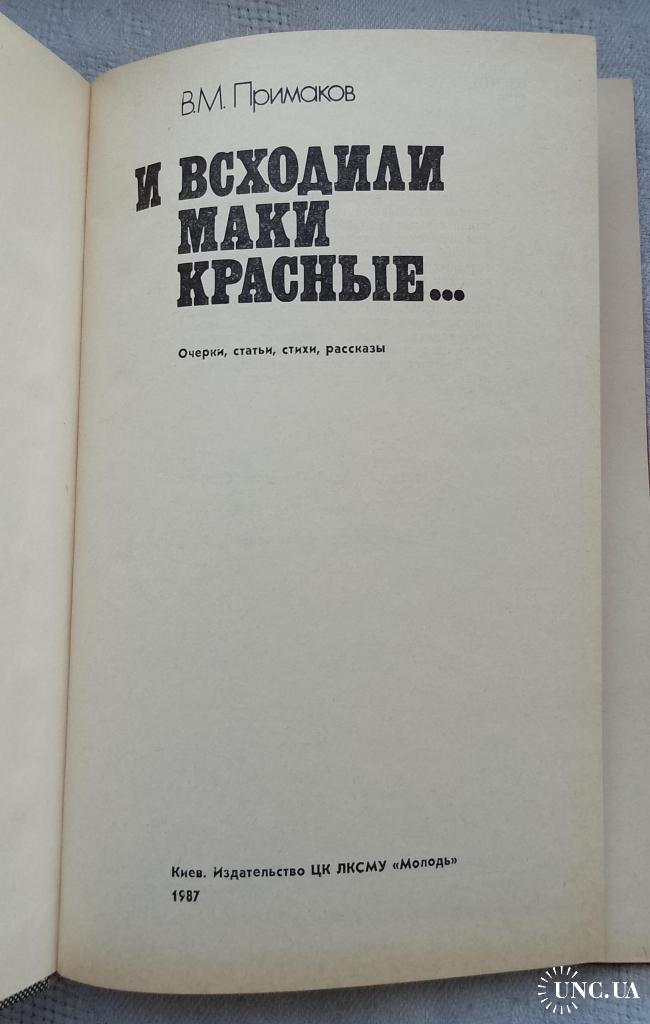 В.М. Примаков
И ВСХОДИЛИ
МАКИ
КРАСНЫЕ...
Очерки, статьи, стихи, рассказы
Киев. Издательство ЦК ЛКСМУ «Молодь»
1987
UNC.UA